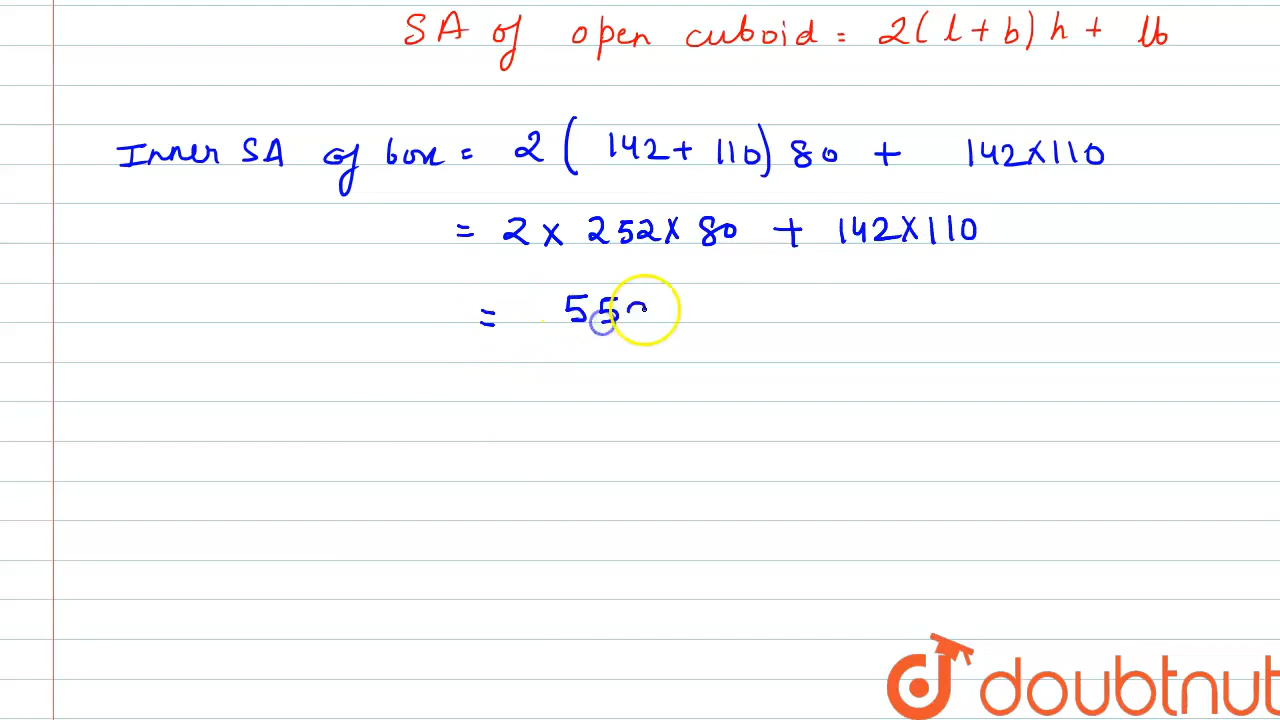 SA of open cuboid = 2(l+b)h + lb
Inner SA of box = 2(142+110)80 + 142×110
= 2×252×80 + 142×110
= 55
doubtnut